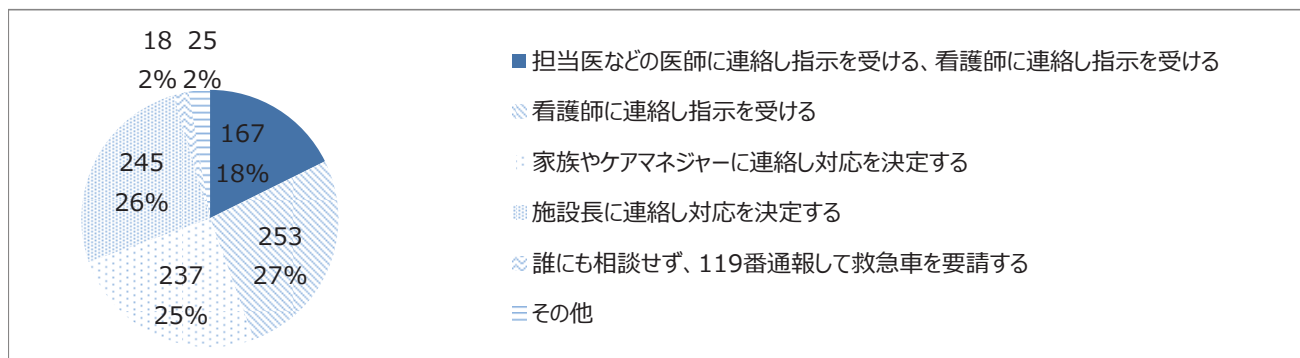 18 25
2% 2%
167
18%
245
26%
253
27%
237
25%
担当医などの医師に連絡し指示を受ける、看護師に連絡し指示を受ける
看護師に連絡し指示を受ける
家族やケアマネジャーに連絡し対応を決定する
施設長に連絡し対応を決定する
誰にも相談せず、119番通報して救急車を要請する
その他